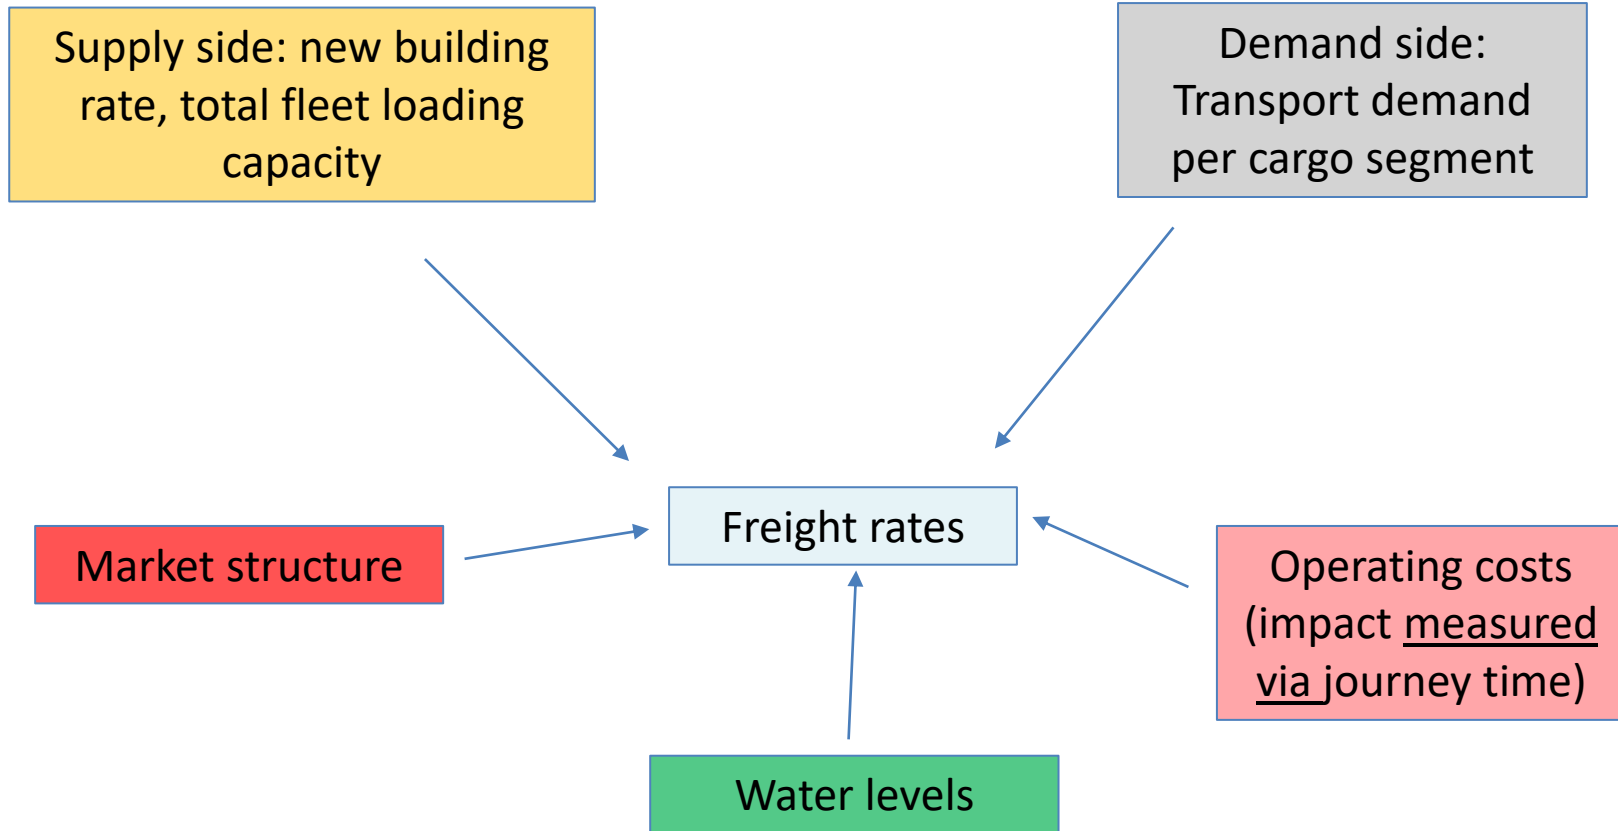 Supply side: new building
rate, total fleet loading
capacity
Demand side:
Transport demand
per cargo segment
Freight rates
Market structure
Operating costs
(impact measured
via journey time)
Water levels